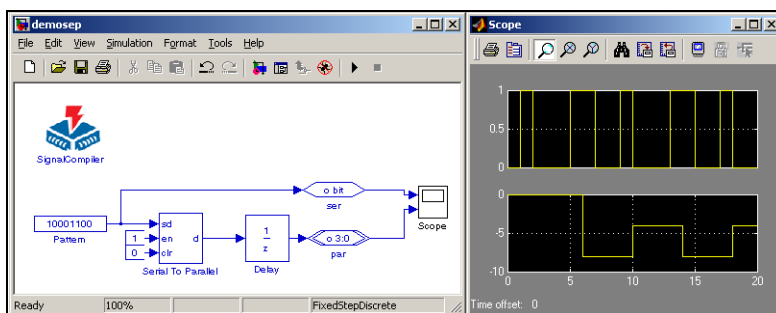 demosep
File Edit View Simulation Format Tools Help
SignalCompiler
10001100
Pattern
1
0
sd
en
clr
d
Serial To Parallel
1
z
Delay
o bit
ser
o 3:0
par
Scope
Ready 100% FixedStepDiscrete
Scope
1
0.5
0
0
-5
-10
0 5 10 15 20
Time offset: 0